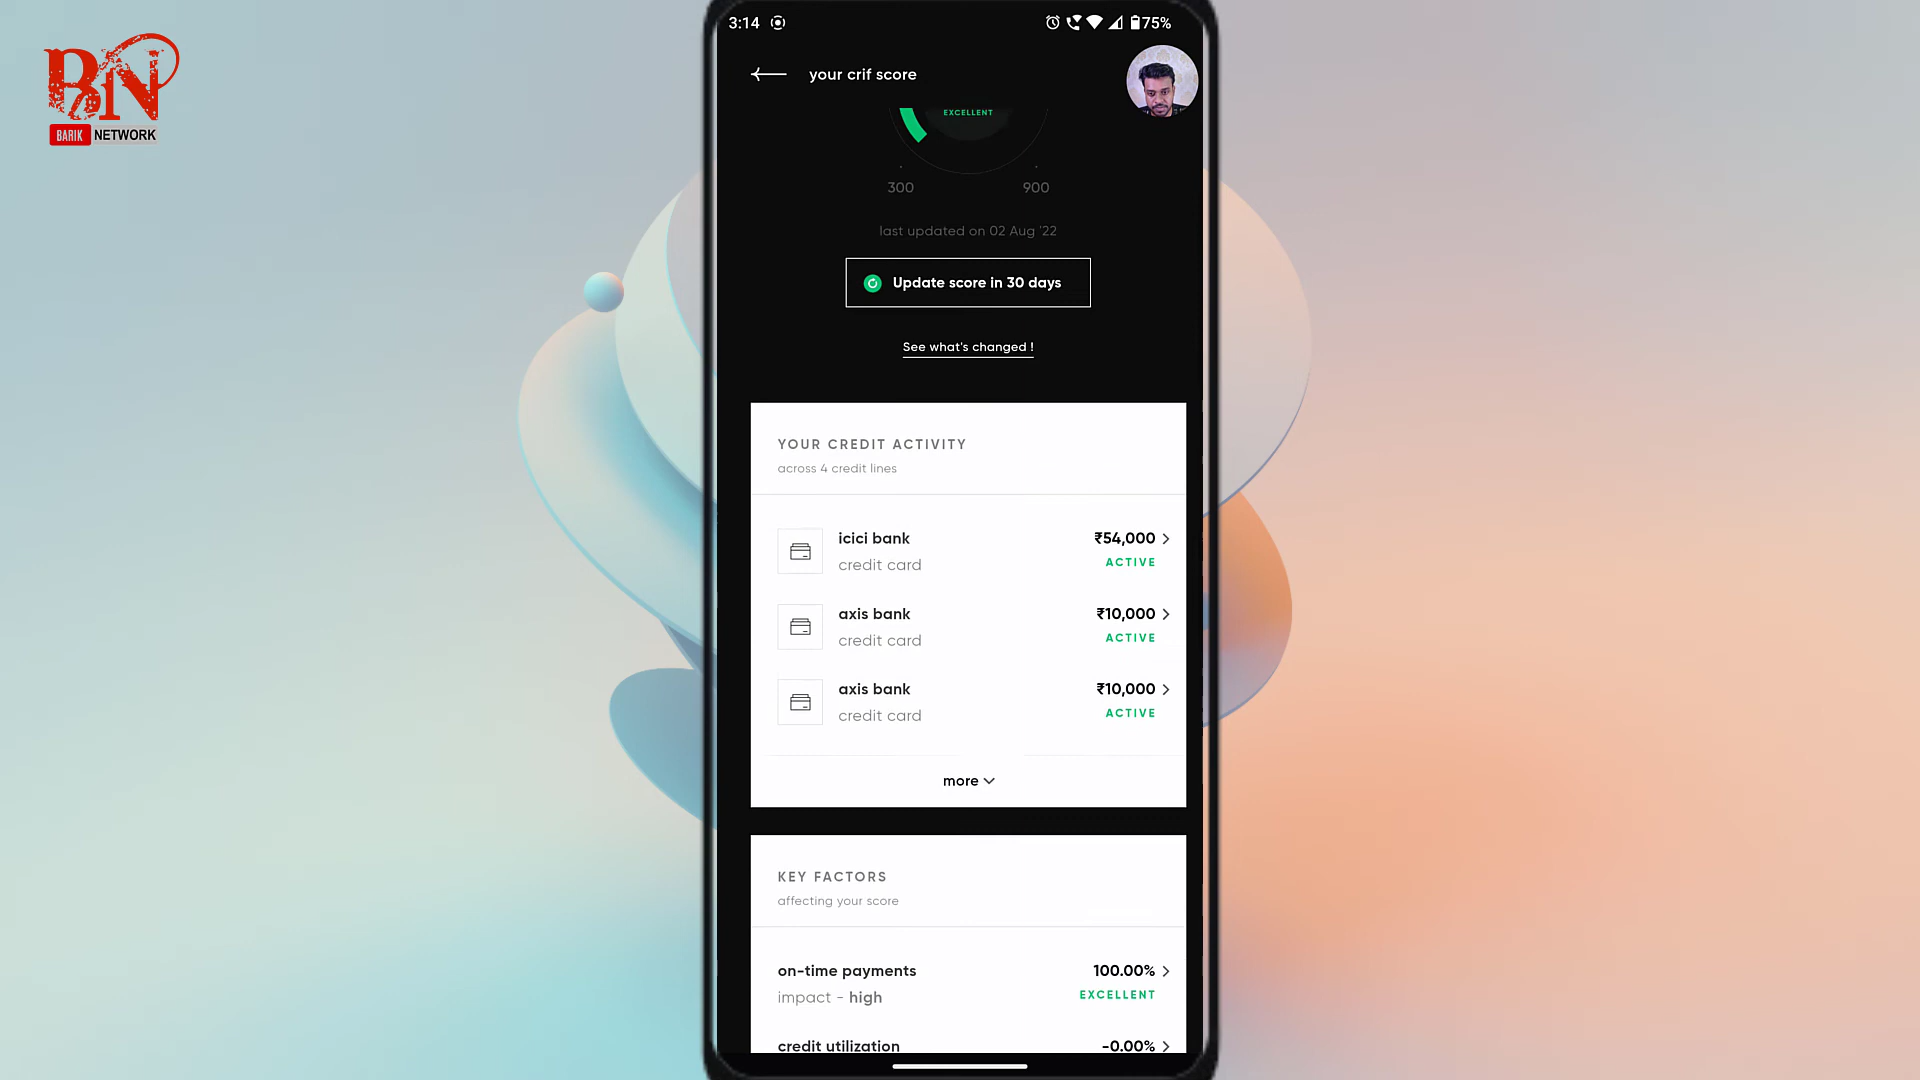 BN
BARIK NETWORK
3:14
75%
your crif score
EXCELLENT
300
900
last updated on 02 Aug '22
Update score in 30 days
See what's changed !
YOUR CREDIT ACTIVITY
across 4 credit lines
icici bank
₹54,000
credit card
ACTIVE
axis bank
₹10,000
credit card
ACTIVE
axis bank
₹10,000
credit card
ACTIVE
more
KEY FACTORS
affecting your score
on-time payments
100.00%
impact - high
EXCELLENT
credit utilization
-0.00%